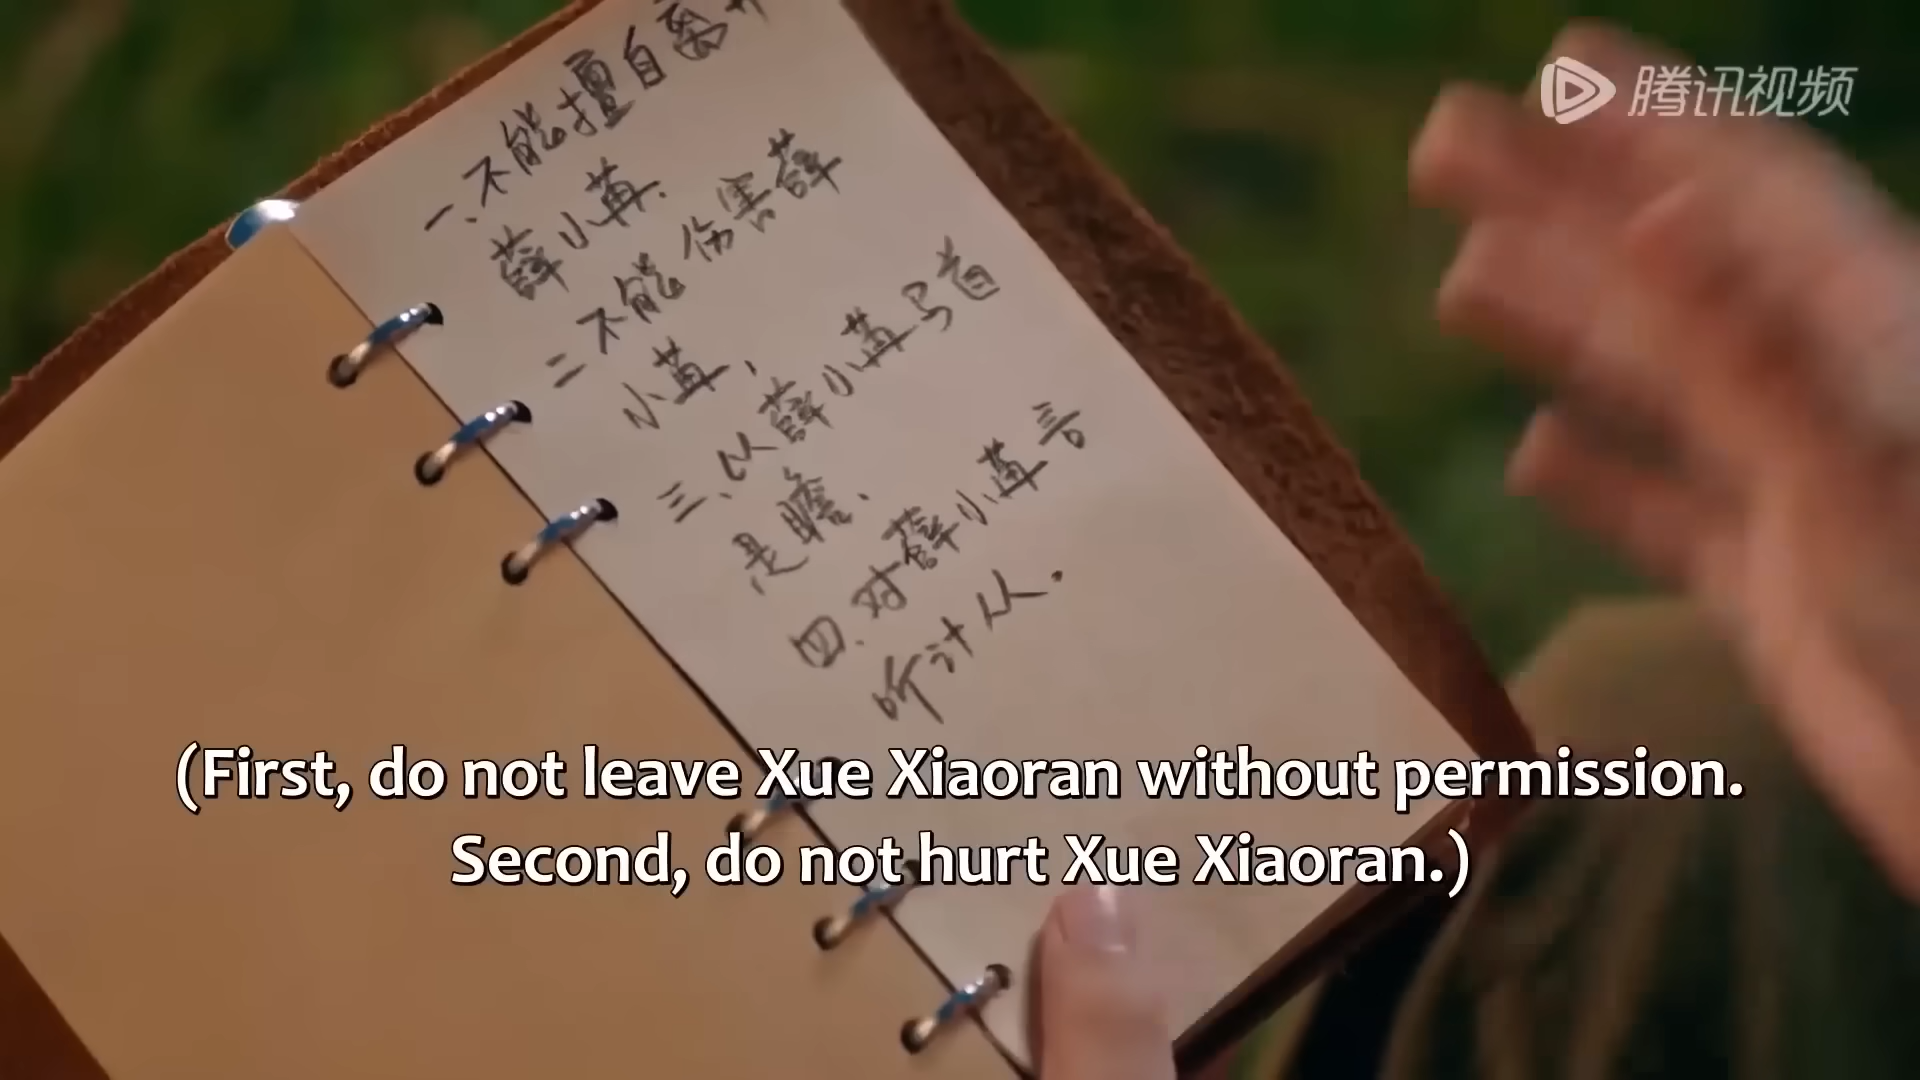 腾讯视频
一、不能擅自离开
薛小苒.
二 不能伤害薛
小苒,
三、以薛小苒马首
是瞻.
四、对薛小苒言
听计从.
(First, do not leave Xue Xiaoran without permission.
Second, do not hurt Xue Xiaoran.)